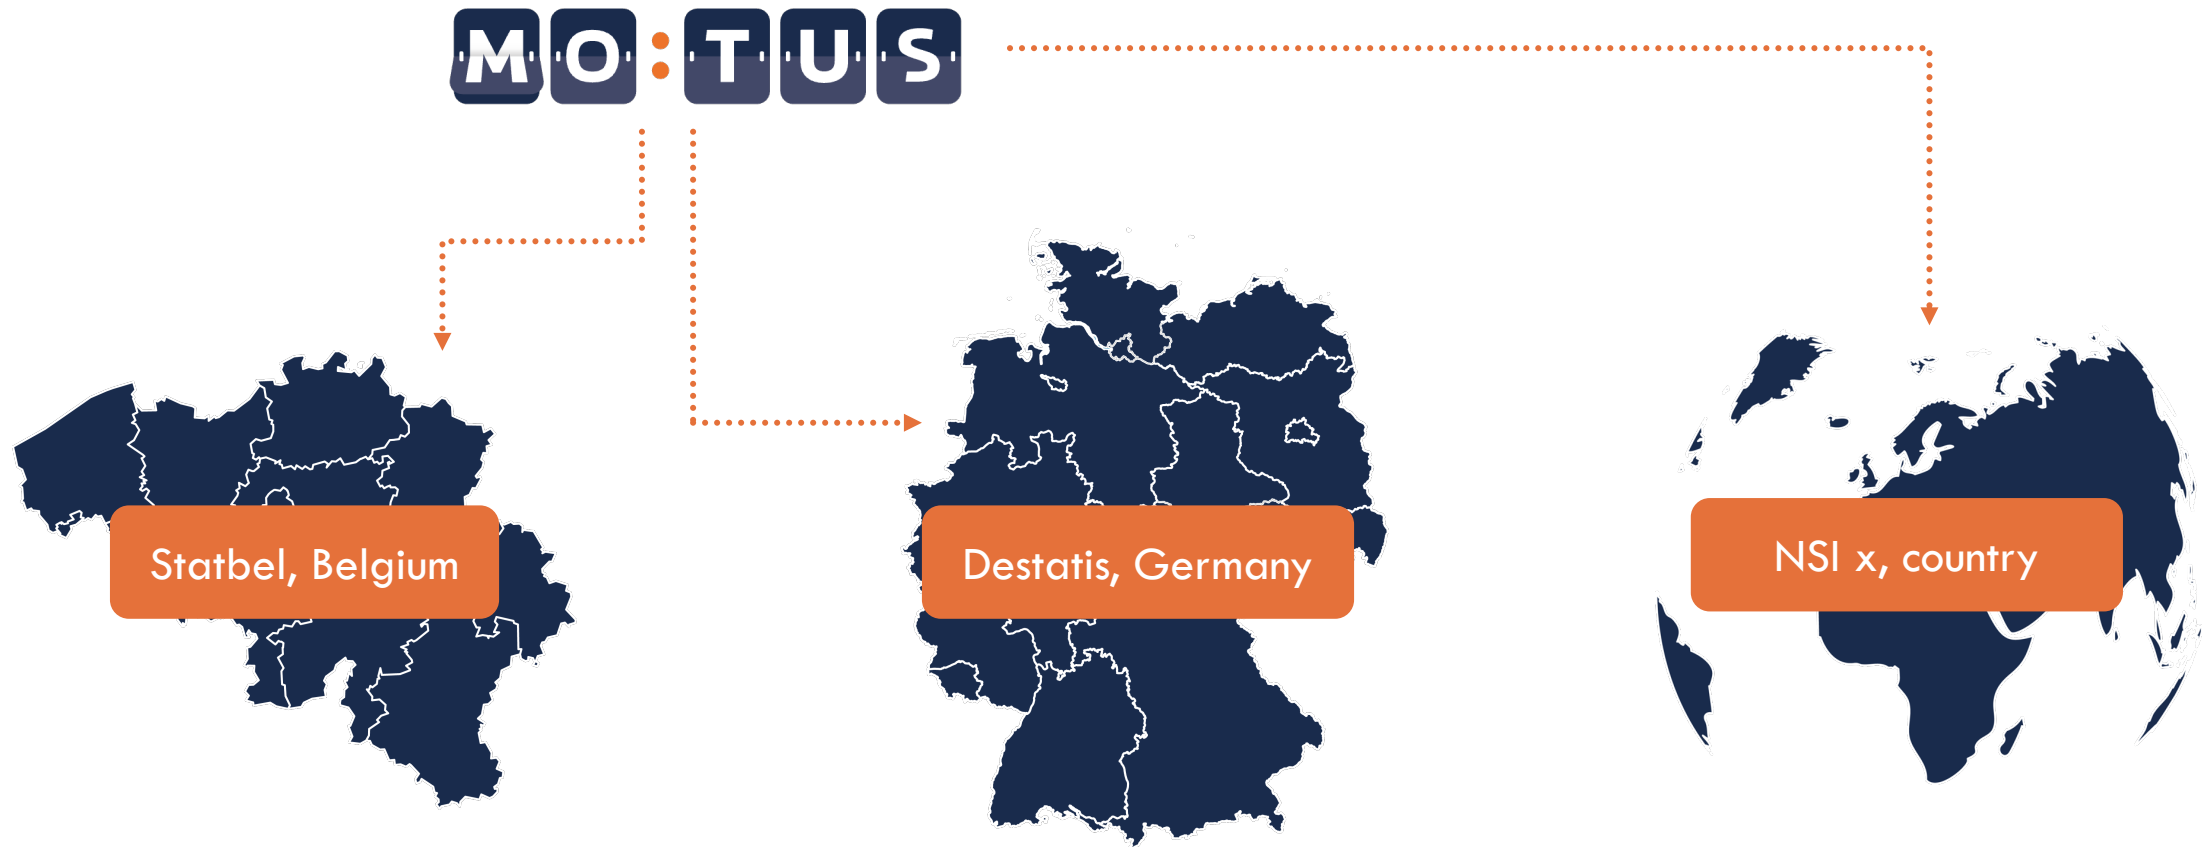 MO:TUS
Statbel, Belgium
Destatis, Germany
NSI x, country